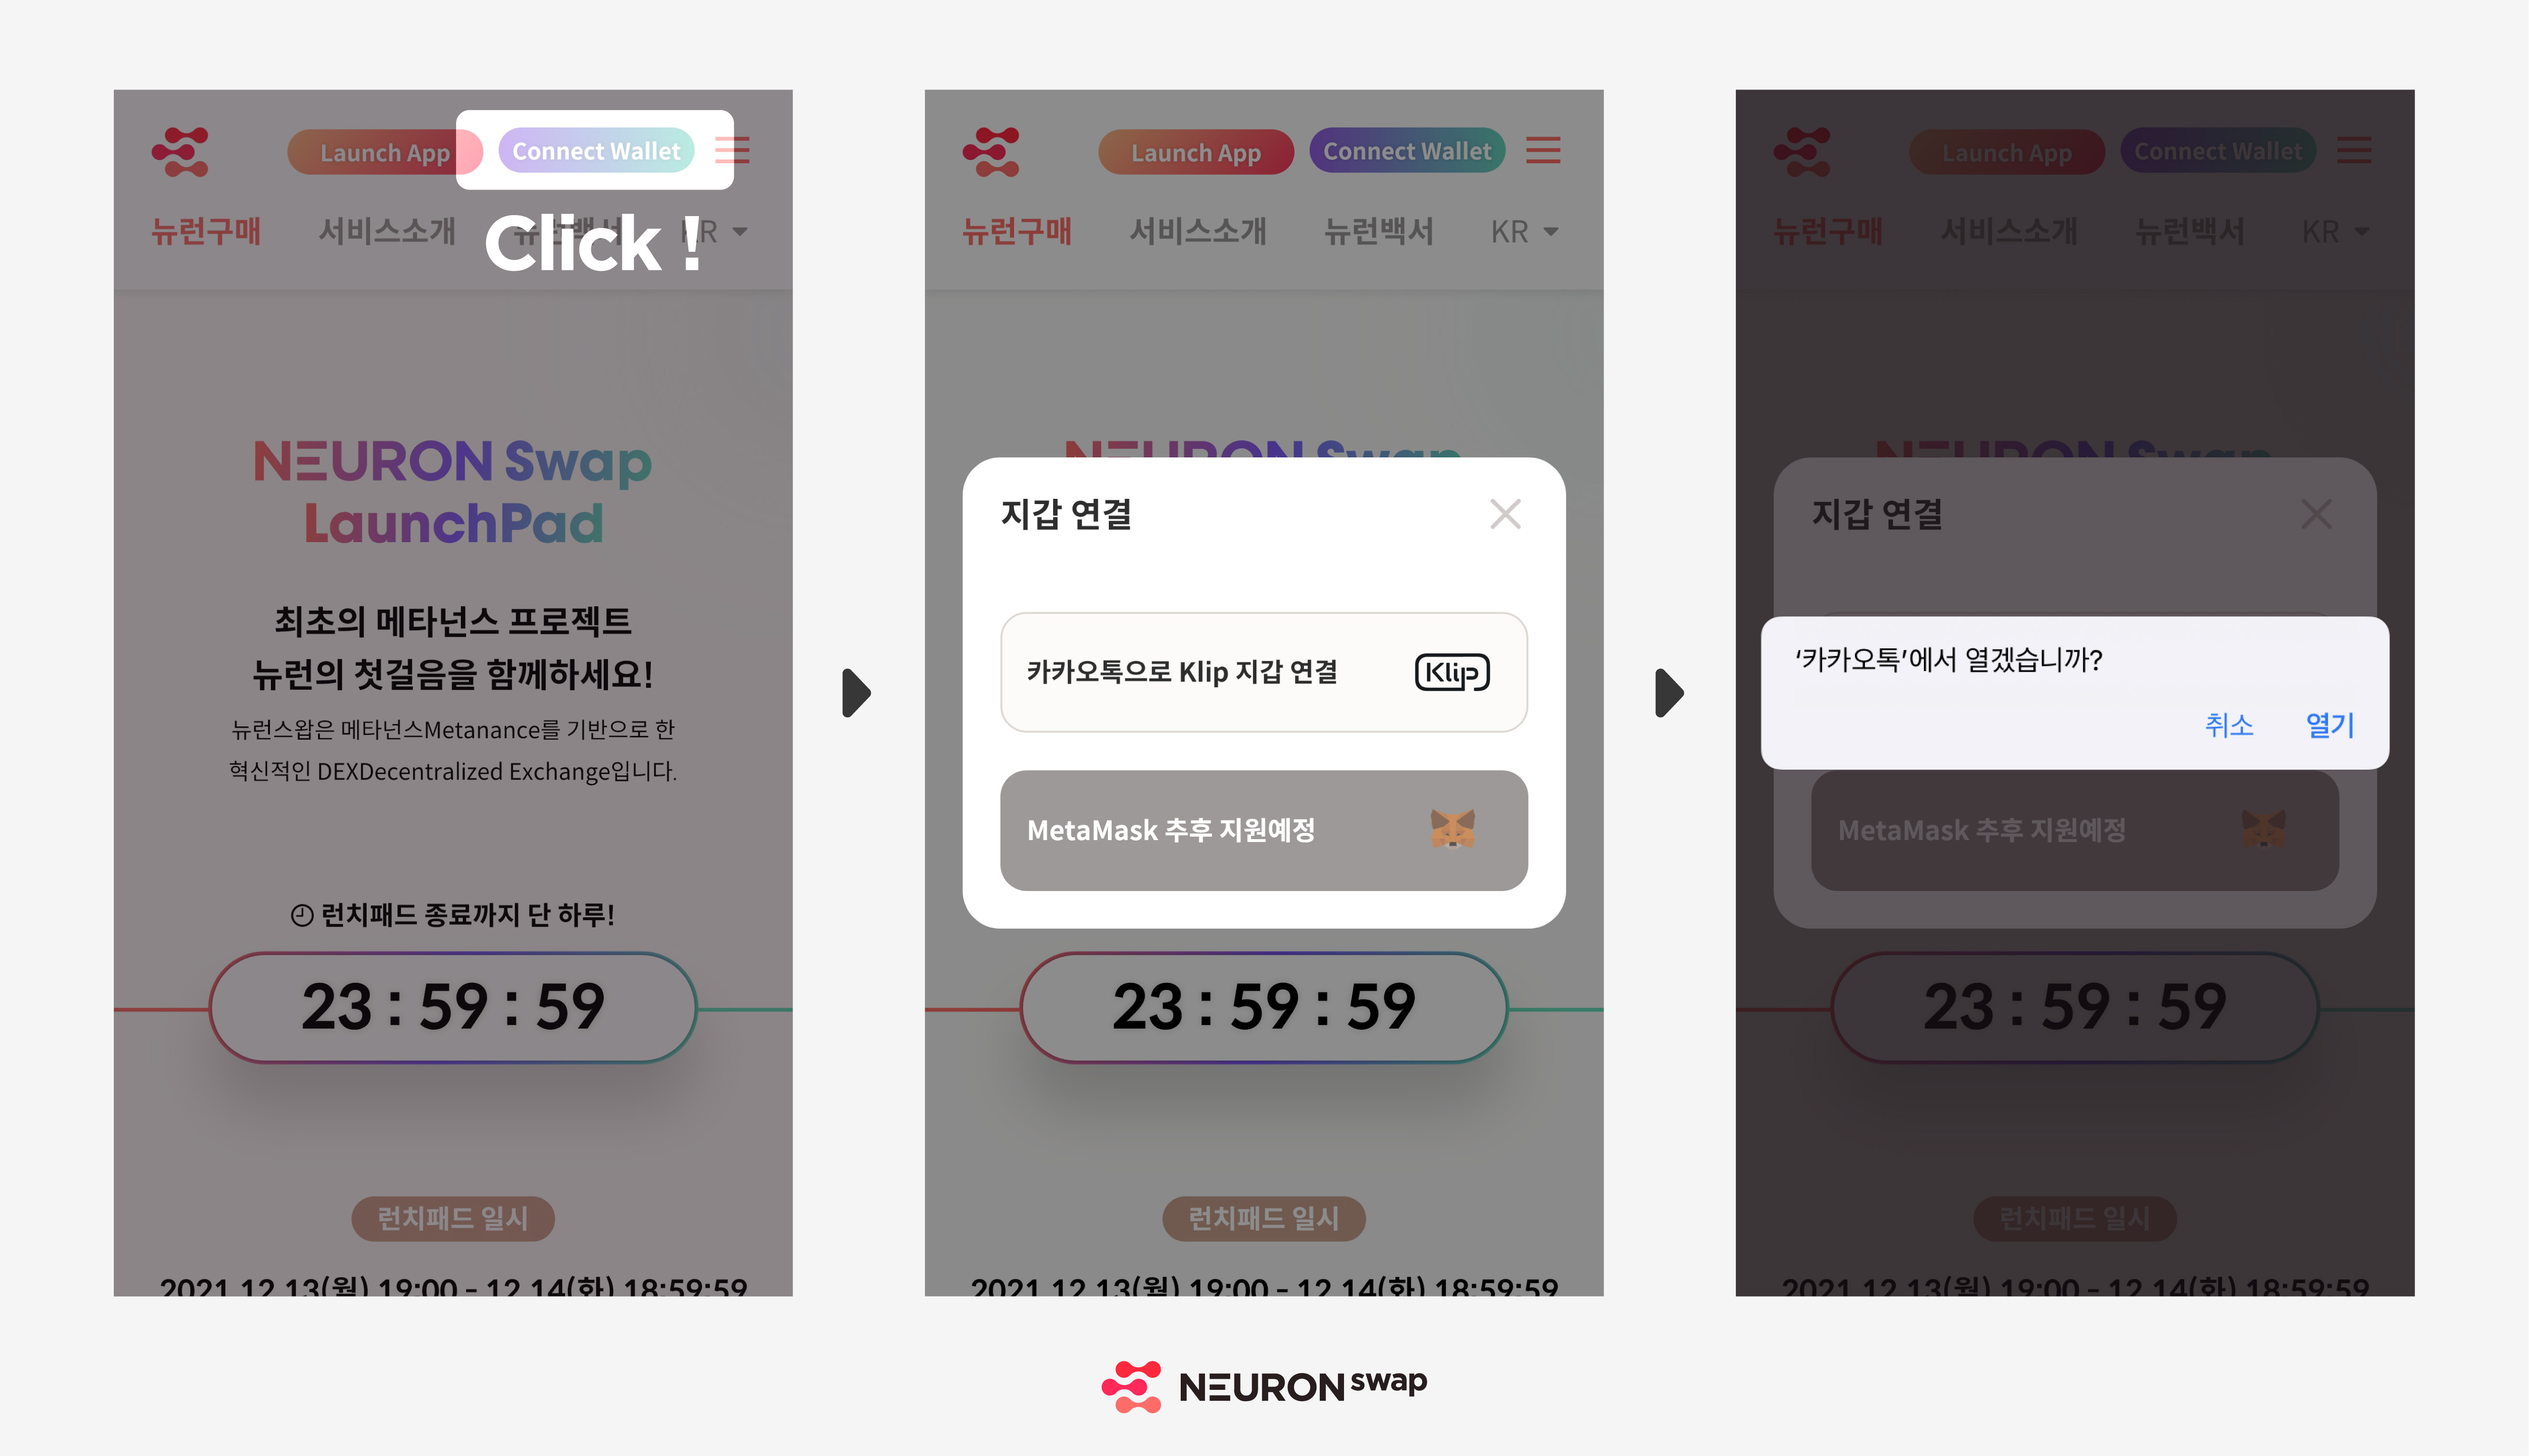 Launch App
Connect Wallet
뉴런구매
서비스소개
뉴런백서
KR
Click !
NEURON Swap
LaunchPad
최초의 메타넌스 프로젝트
뉴런의 첫걸음을 함께하세요!
뉴런스왑은 메타넌스Metanance를 기반으로 한
혁신적인 DEXDecentralized Exchange입니다.
런치패드 종료까지 단 하루!
23 : 59 : 59
런치패드 일시
2021.12.13(월) 19:00 - 12.14(화) 18:59:59
Launch App
Connect Wallet
뉴런구매
서비스소개
뉴런백서
KR
NEURON Swap
지갑 연결
카카오톡으로 Klip 지갑 연결
Klip
MetaMask 추후 지원예정
23 : 59 : 59
런치패드 일시
2021.12.13(월) 19:00 - 12.14(화) 18:59:59
Launch App
Connect Wallet
뉴런구매
서비스소개
뉴런백서
KR
NEURON Swap
지갑 연결
‘카카오톡’에서 열겠습니까?
취소
열기
MetaMask 추후 지원예정
23 : 59 : 59
런치패드 일시
2021.12.13(월) 19:00 - 12.14(화) 18:59:59
NEURON swap